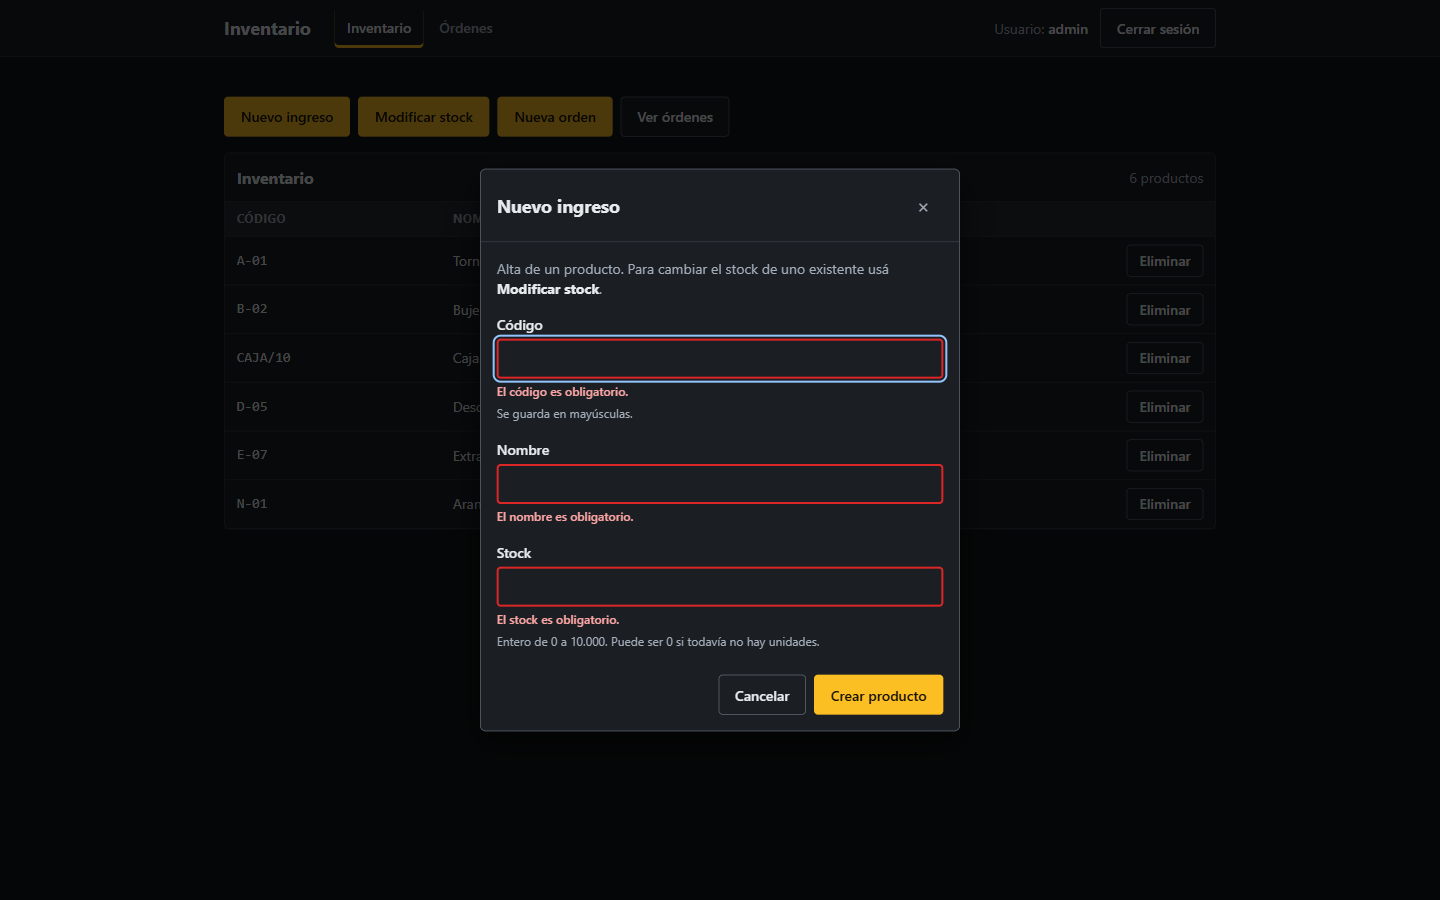 Inventario
Inventario
Órdenes
Usuario: admin
Cerrar sesión
Nuevo ingreso
Modificar stock
Nueva orden
Ver órdenes
Inventario
6 productos
CÓDIGO
A-01
Eliminar
B-02
Eliminar
CAJA/10
Caja
Eliminar
D-05
Eliminar
E-07
Eliminar
N-01
Eliminar
Nuevo ingreso
×
Alta de un producto. Para cambiar el stock de uno existente usá
Modificar stock.
Código
El código es obligatorio.
Se guarda en mayúsculas.
Nombre
El nombre es obligatorio.
Stock
El stock es obligatorio.
Entero de 0 a 10.000. Puede ser 0 si todavía no hay unidades.
Cancelar
Crear producto